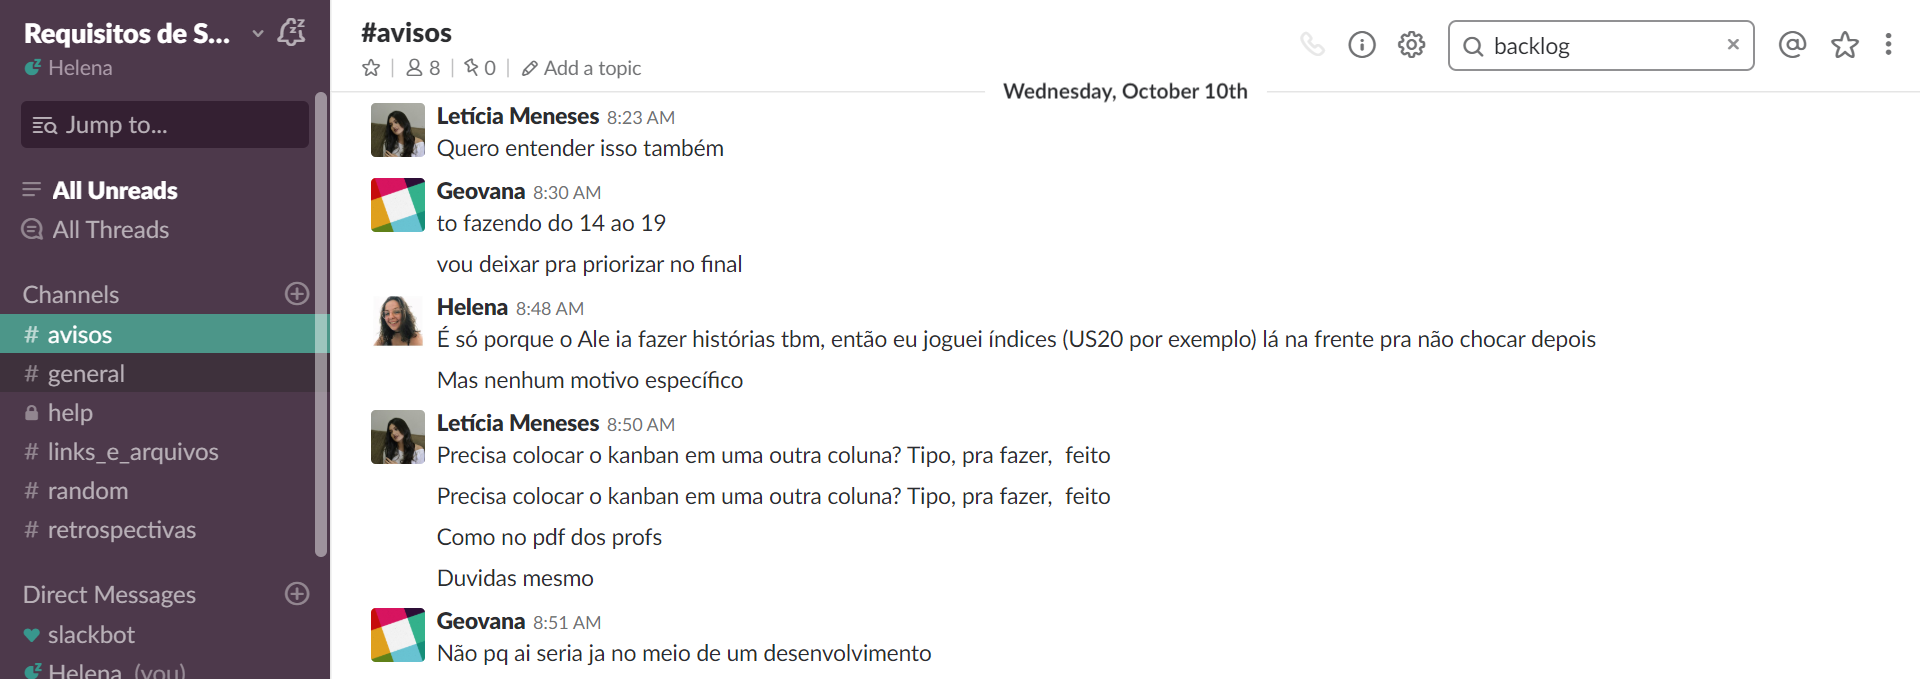 Requisitos de S...
Helena
Jump to...
All Unreads
All Threads
Channels
# avisos
# general
help
# links_e_arquivos
# random
# retrospectivas
Direct Messages
slackbot
Helena (you)
#avisos
8 | 0 | Add a topic
backlog
Wednesday, October 10th
Letícia Meneses 8:23 AM
Quero entender isso também
Geovana 8:30 AM
to fazendo do 14 ao 19
vou deixar pra priorizar no final
Helena 8:48 AM
É só porque o Ale ia fazer histórias tbm, então eu joguei índices (US20 por exemplo) lá na frente pra não chocar depois
Mas nenhum motivo específico
Letícia Meneses 8:50 AM
Precisa colocar o kanban em uma outra coluna? Tipo, pra fazer, feito
Precisa colocar o kanban em uma outra coluna? Tipo, pra fazer, feito
Como no pdf dos profs
Duvidas mesmo
Geovana 8:51 AM
Não pq ai seria ja no meio de um desenvolvimento